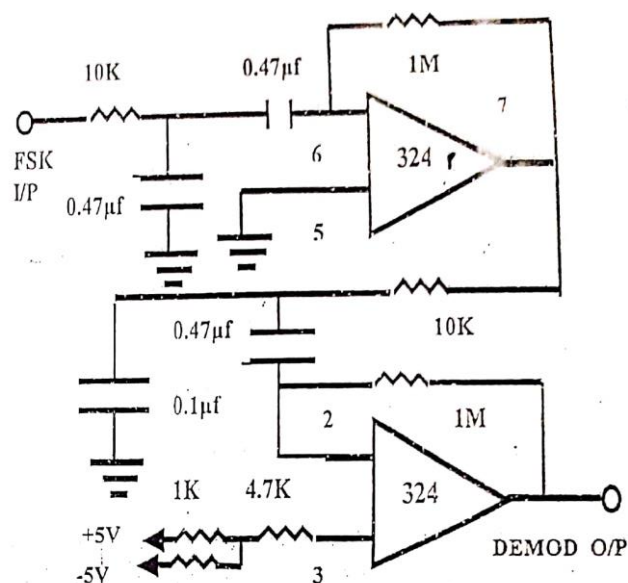 10K
0.47µf
1M
7
FSK
I/P
6
324
0.47µf
5
0.47µf
10K
0.1µf
2
1M
1K
4.7K
324
+5V
-5V
3
DEMOD O/P